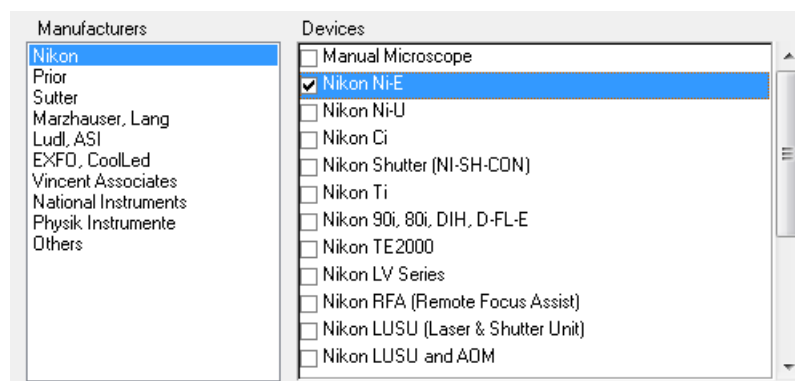 Manufacturers
Nikon
Prior
Sutter
Marzhauser, Lang
Ludl, ASI
EXFO, CoolLed
Vincent Associates
National Instruments
Physik Instrumente
Others
Devices
Manual Microscope
Nikon Ni-E
Nikon Ni-U
Nikon Ci
Nikon Shutter (NI-SH-CON)
Nikon Ti
Nikon 90i, 80i, DIH, D-FL-E
Nikon TE2000
Nikon LV Series
Nikon RFA (Remote Focus Assist)
Nikon LUSU (Laser & Shutter Unit)
Nikon LUSU and AOM